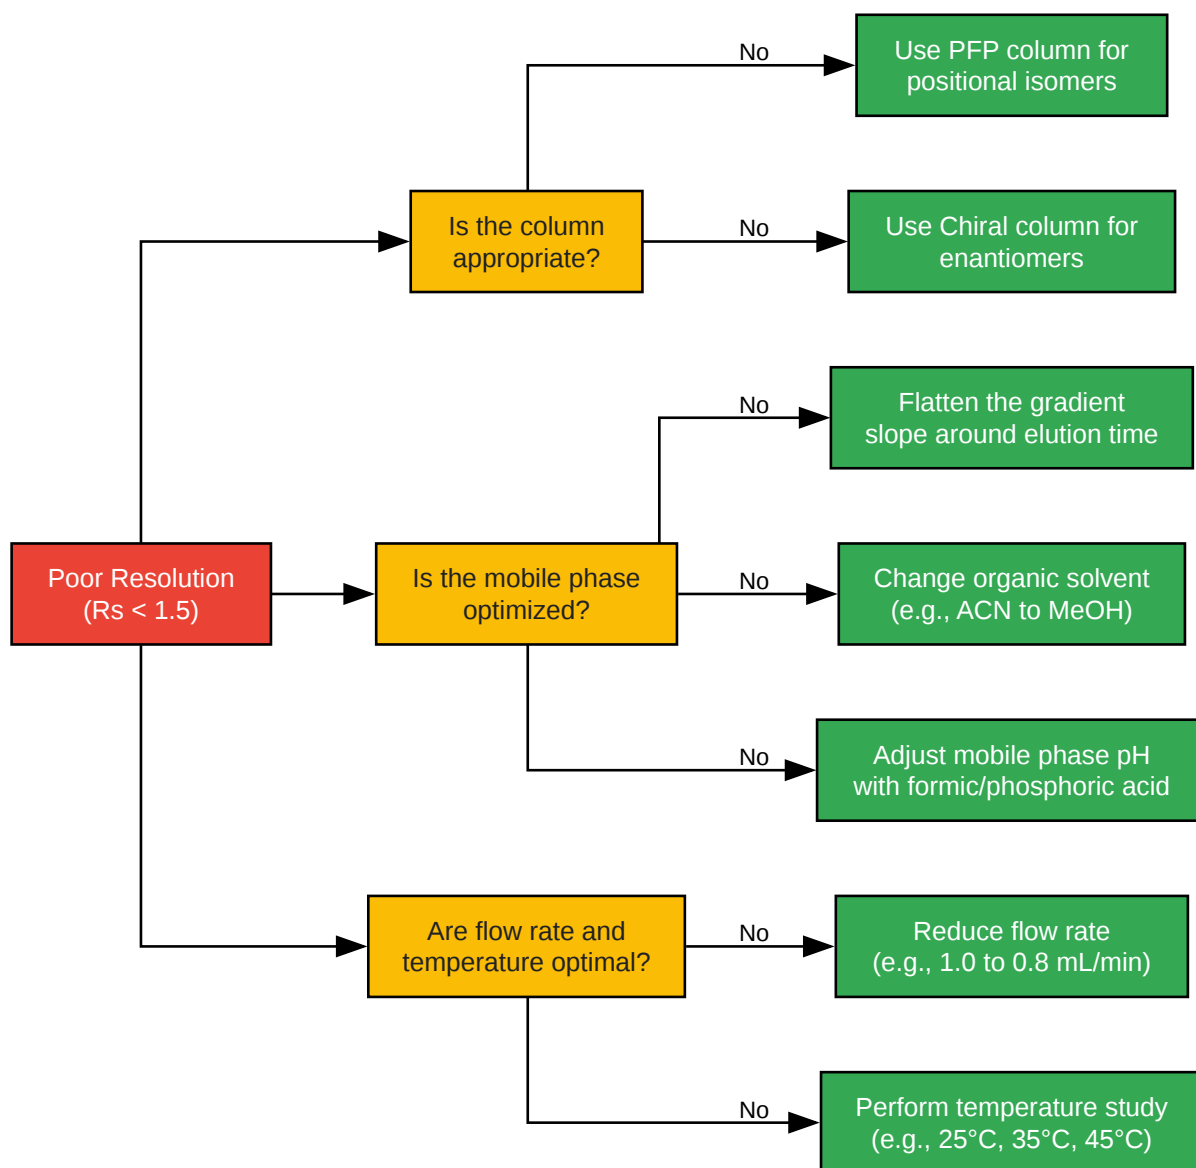 No
Use PFP column for
positional isomers
Is the column
appropriate?
No
Use Chiral column for
enantiomers
No
Flatten the gradient
slope around elution time
Poor Resolution
(Rs < 1.5)
Is the mobile phase
optimized?
No
Change organic solvent
(e.g., ACN to MeOH)
No
Adjust mobile phase pH
with formic/phosphoric acid
Are flow rate and
temperature optimal?
No
Reduce flow rate
(e.g., 1.0 to 0.8 mL/min)
No
Perform temperature study
(e.g., 25°C, 35°C, 45°C)